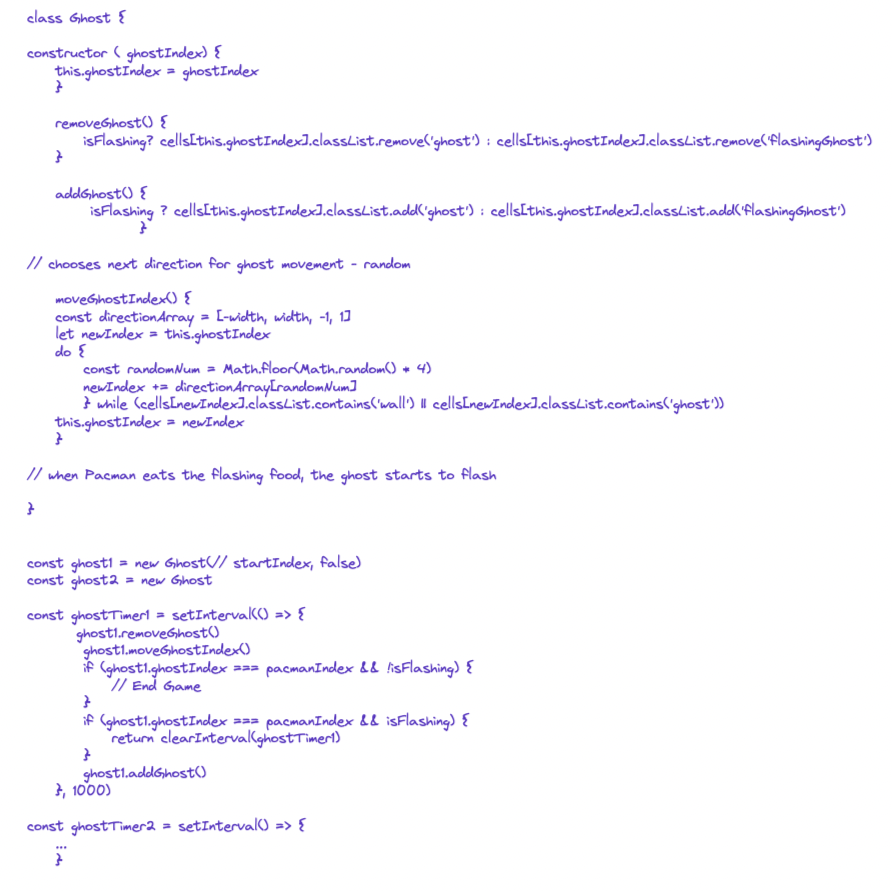 class Ghost {
constructor ( ghostIndex) {
this.ghostIndex = ghostIndex
}
removeGhost() {
isFlashing? cells[this.ghostIndex].classList.remove('ghost') : cells[this.ghostIndex].classList.remove('flashingGhost')
}
addGhost() {
isFlashing ? cells[this.ghostIndex].classList.add('ghost') : cells[this.ghostIndex].classList.add('flashingGhost')
}
// chooses next direction for ghost movement - random
moveGhostIndex() {
const directionArray = [-width, width, -1, 1]
let newIndex = this.ghostIndex
do {
const randomNum = Math.floor(Math.random() * 4)
newIndex += directionArray[randomNum]
} while (cells[newIndex].classList.contains('wall') || cells[newIndex].classList.contains('ghost'))
this.ghostIndex = newIndex
}
// when Pacman eats the flashing food, the ghost starts to flash
}
const ghost1 = new Ghost(// startIndex, false)
const ghost2 = new Ghost
const ghostTimer1 = setInterval(() => {
ghost1.removeGhost()
ghost1.moveGhostIndex()
if (ghost1.ghostIndex === pacmanIndex && !isFlashing) {
// End Game
}
if (ghost1.ghostIndex === pacmanIndex && isFlashing) {
return clearInterval(ghostTimer1)
}
ghost1.addGhost()
}, 1000)
const ghostTimer2 = setInterval() => {
...
}